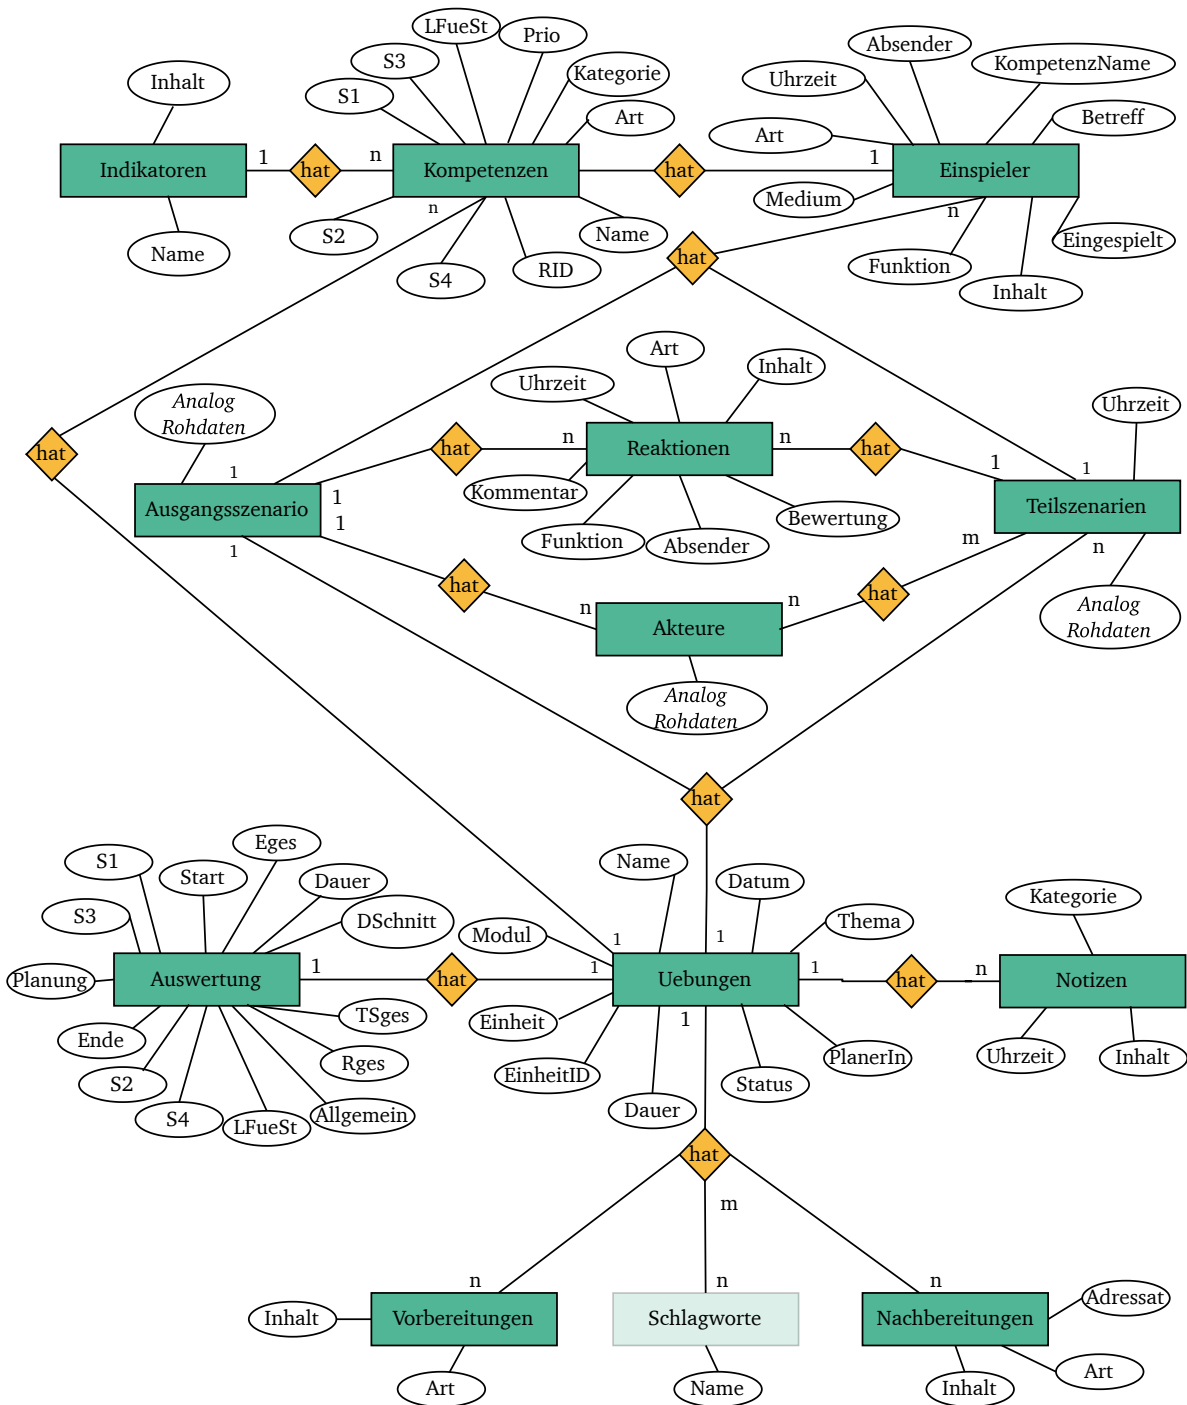 LFueSt
Prio
Absender
S3
KompetenzName
Inhalt
Kategorie
Uhrzeit
S1
Art
Betreff
Art
1
hat
n
Indikatoren
Kompetenzen
hat
1
Einspieler
Medium
n
n
S2
Name
Name
Eingespielt
hat
Funktion
S4
RID
Inhalt
Art
Inhalt
Uhrzeit
Analog
Rohdaten
Uhrzeit
hat
n
hat
Reaktionen
n
hat
1
1
1
Kommentar
1
Ausgangsszenario
Bewertung
Teilszenarien
1
Funktion
Absender
m
n
1
hat
hat
n
n
Akteure
Analog
Rohdaten
Analog
Rohdaten
hat
Eges
S1
Name
Start
Dauer
Datum
Kategorie
S3
DSchnitt
Thema
Modul
1
1
Planung
Auswertung
1
hat
1
Uebungen
1
hat
n
Notizen
TSges
Einheit
1
Ende
Rges
PlanerIn
Uhrzeit
Inhalt
S2
EinheitID
Status
S4
LFueSt
Allgemein
Dauer
hat
m
n
n
n
Adressat
Inhalt
Vorbereitungen
Schlagworte
Nachbereitungen
Art
Art
Name
Inhalt